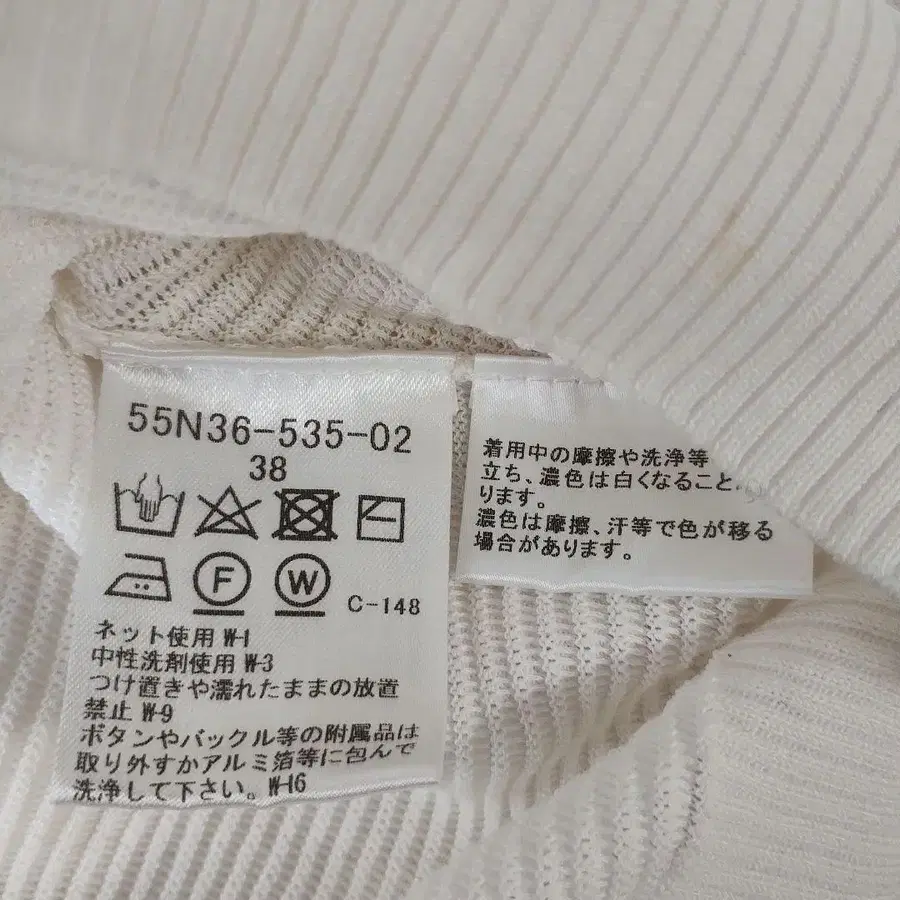 55N36-535-02
38
F W C-148
ネット使用 W-1
中性洗剤使用 W-3
つけ置きや濡れたままの放置
禁止 W-9
ボタンやバックル等の附属品は
取り外すかアルミ箔等に包んで
洗浄して下さい。W-16
着用中の摩擦や洗浄等
立ち、濃色は白くなること
ります。
濃色は摩擦、汗等で色が移る
場合があります。